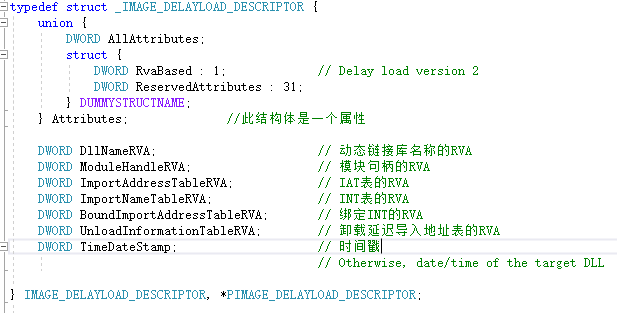 typedef struct _IMAGE_DELAYLOAD_DESCRIPTOR {
union {
DWORD AllAttributes;
struct {
DWORD RvaBased : 1; // Delay load version 2
DWORD ReservedAttributes : 31;
} DUMMYSTRUCTNAME;
} Attributes; //此结构体是一个属性
DWORD DllNameRVA; // 动态链接库名称的RVA
DWORD ModuleHandleRVA; // 模块句柄的RVA
DWORD ImportAddressTableRVA; // IAT表的RVA
DWORD ImportNameTableRVA; // INT表的RVA
DWORD BoundImportAddressTableRVA; // 绑定INT的RVA
DWORD UnloadInformationTableRVA; // 卸载延迟导入地址表的RVA
DWORD TimeDateStamp; // 时间戳
// Otherwise, date/time of the target DLL
} IMAGE_DELAYLOAD_DESCRIPTOR, *PIMAGE_DELAYLOAD_DESCRIPTOR;